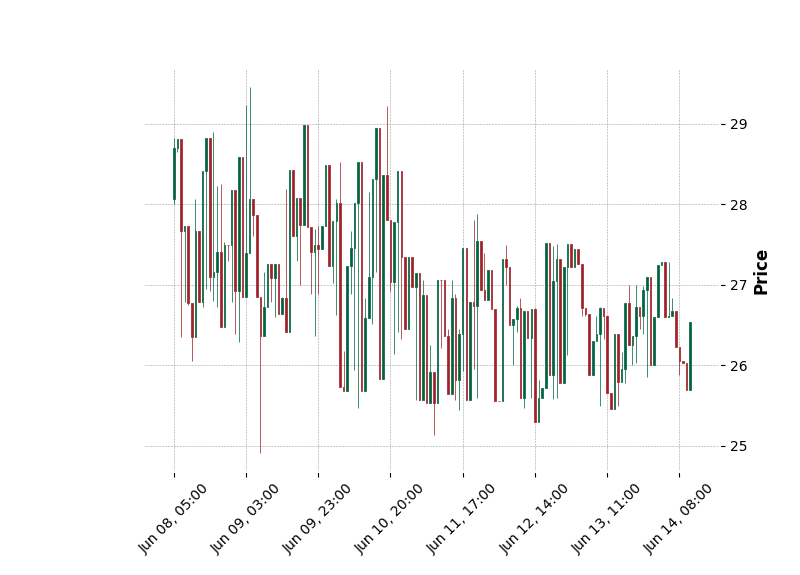 29
28
27
26
25
Price
Jun 08, 05:00
Jun 09, 03:00
Jun 09, 23:00
Jun 10, 20:00
Jun 11, 17:00
Jun 12, 14:00
Jun 13, 11:00
Jun 14, 08:00